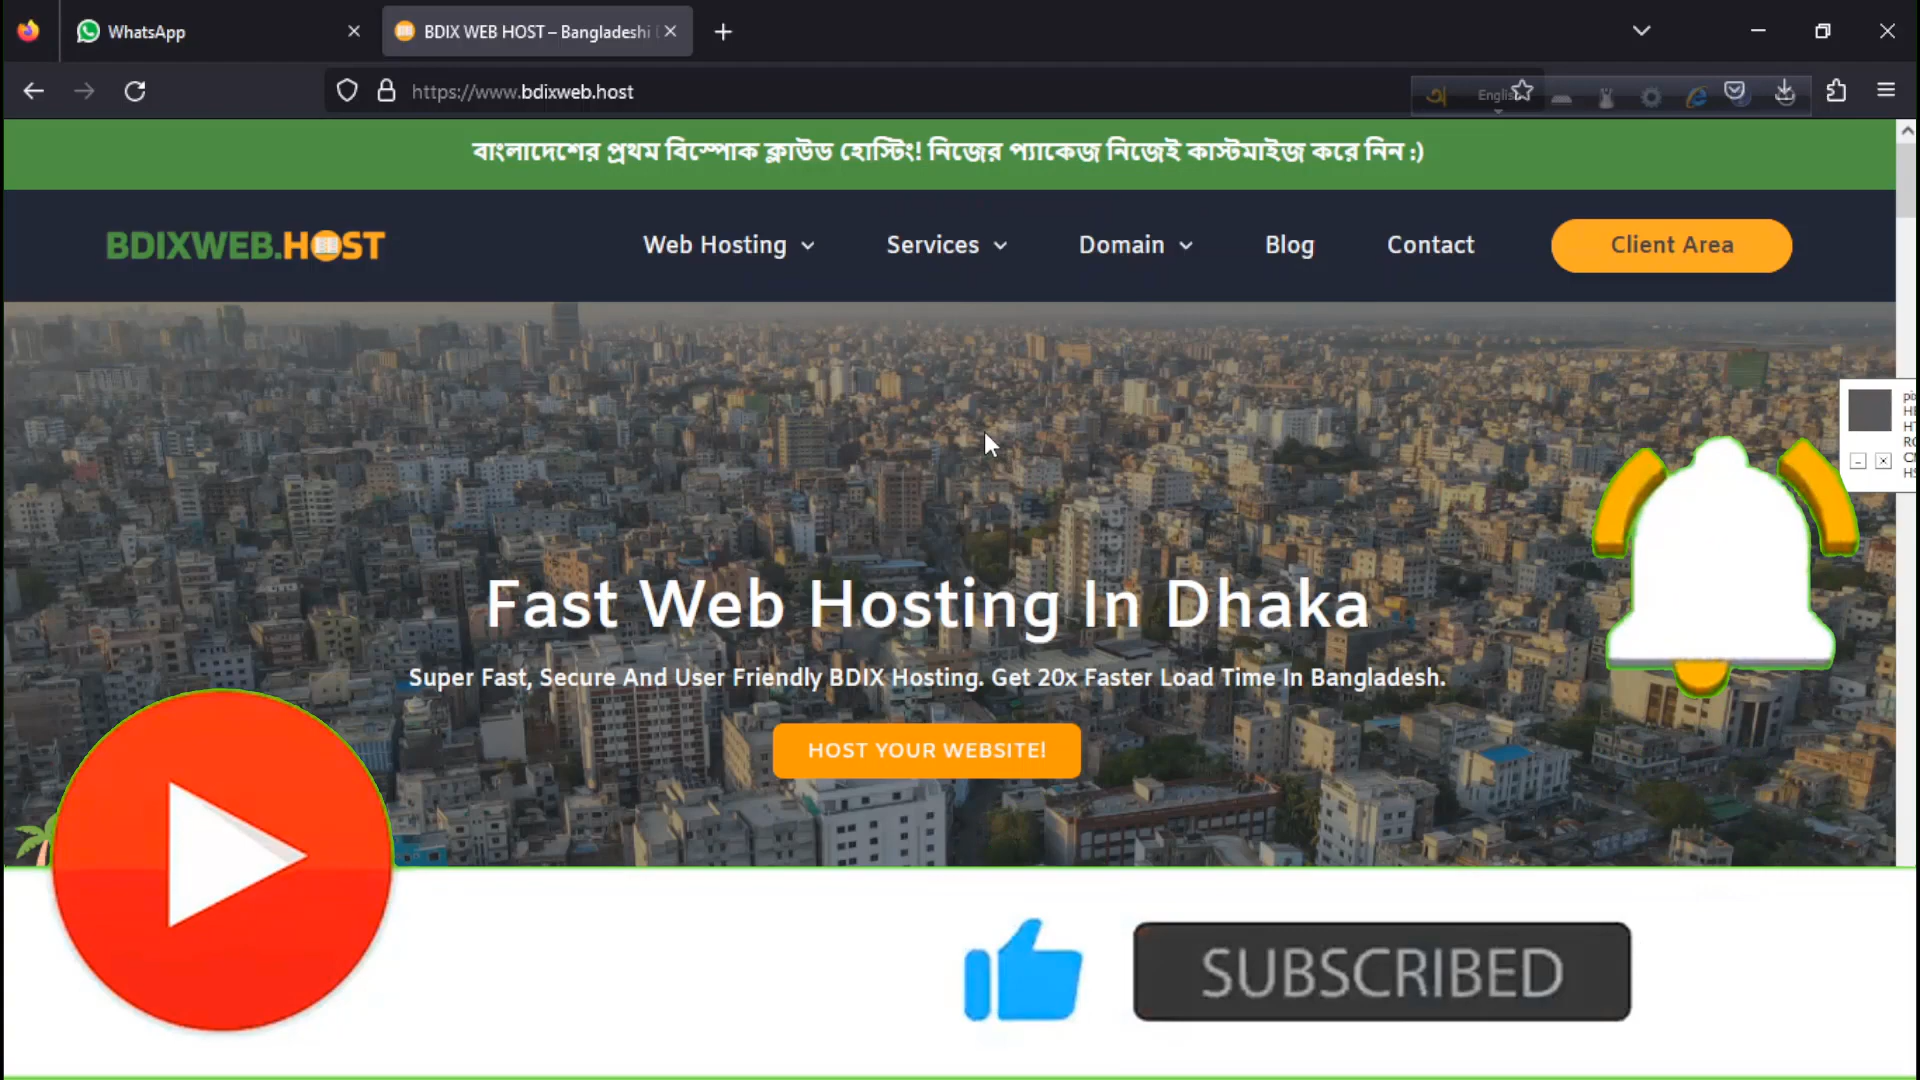 WhatsApp
BDIX WEB HOST – Bangladeshi
https://www.bdixweb.host
বাংলাদেশের প্রথম বিস্পোক ক্লাউড হোস্টিং! নিজের প্যাকেজ নিজেই কাস্টমাইজ করে নিন :)
BDIXWEB.HOST
Web Hosting
Services
Domain
Blog
Contact
Client Area
Fast Web Hosting In Dhaka
Super Fast, Secure And User Friendly BDIX Hosting. Get 20x Faster Load Time In Bangladesh.
HOST YOUR WEBSITE!
SUBSCRIBED